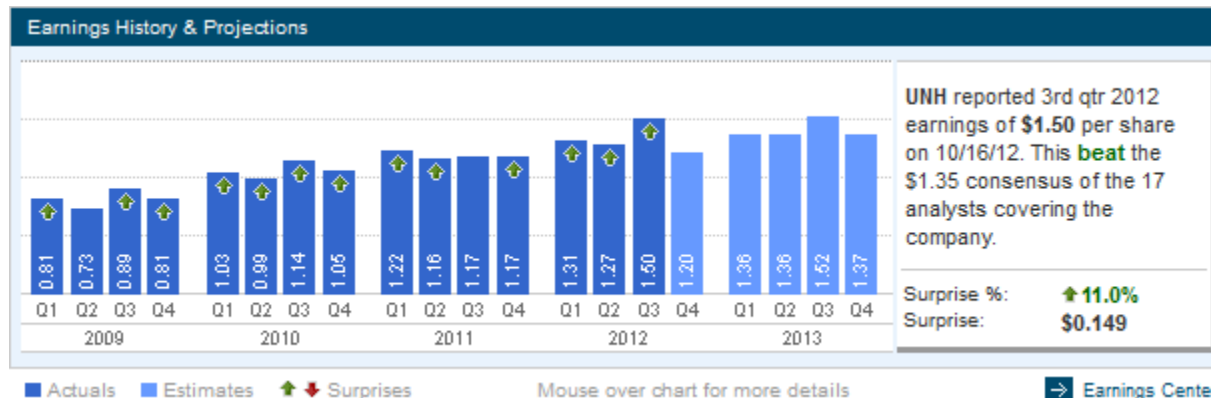 Earnings History & Projections
0.81 0.73 0.89 0.81 1.03 0.99 1.14 1.05 1.22 1.16 1.17 1.17 1.31 1.27 1.50 1.20 1.36 1.36 1.52 1.37
Q1 Q2 Q3 Q4 Q1 Q2 Q3 Q4 Q1 Q2 Q3 Q4 Q1 Q2 Q3 Q4 Q1 Q2 Q3 Q4
2009 2010 2011 2012 2013
UNH reported 3rd qtr 2012
earnings of $1.50 per share
on 10/16/12. This beat the
$1.35 consensus of the 17
analysts covering the
company.
Surprise %: 11.0%
Surprise: $0.149
Actuals Estimates Surprises Mouse over chart for more details Earnings Cente